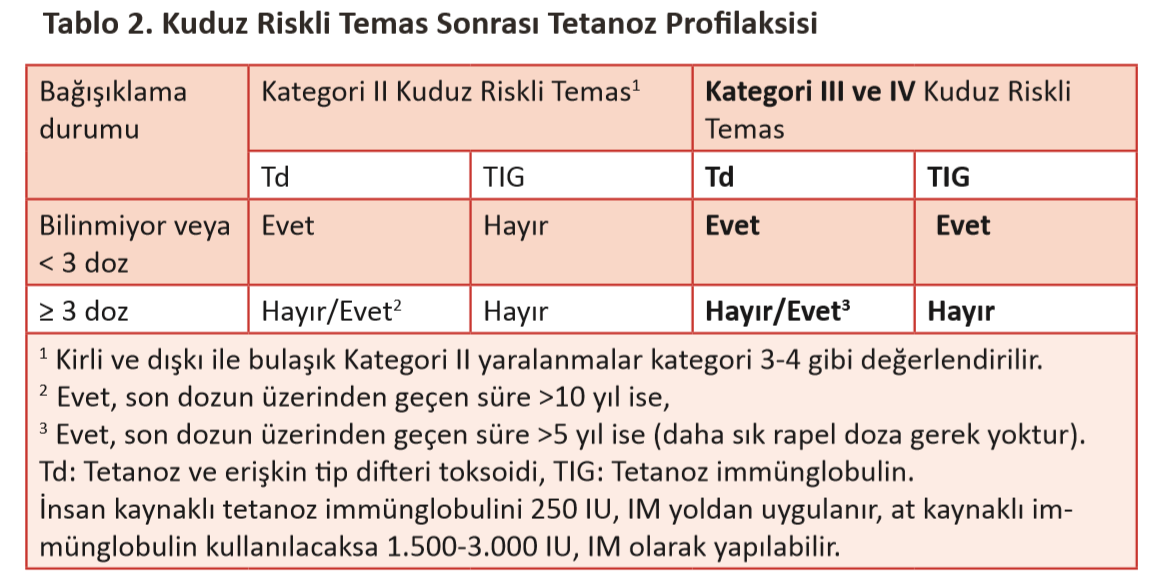 Tablo 2. Kuduz Riskli Temas Sonrası Tetanoz Profilaksisi
Bağışıklama durumu
Kategori II Kuduz Riskli Temas¹
Kategori III ve IV Kuduz Riskli Temas
Td
TIG
Td
TIG
Bilinmiyor veya < 3 doz
Evet
Hayır
Evet
Evet
≥ 3 doz
Hayır/Evet²
Hayır
Hayır/Evet³
Hayır
¹ Kirli ve dışkı ile bulaşık Kategori II yaralanmalar kategori 3-4 gibi değerlendirilir.
² Evet, son dozun üzerinden geçen süre >10 yıl ise,
³ Evet, son dozun üzerinden geçen süre >5 yıl ise (daha sık rapel doza gerek yoktur).
Td: Tetanoz ve erişkin tip difteri toksoidi, TIG: Tetanoz immünglobulin.
İnsan kaynaklı tetanoz immünglobulini 250 IU, IM yoldan uygulanır, at kaynaklı im-
münglobulin kullanılacaksa 1.500-3.000 IU, IM olarak yapılabilir.